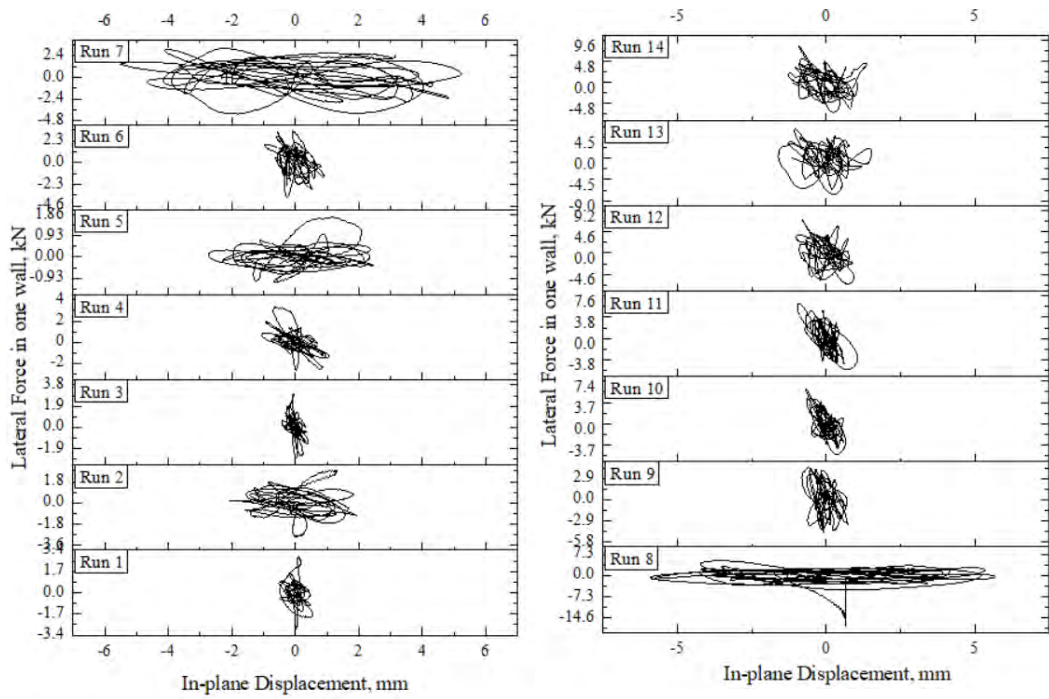 -6 -4 -2 0 2 4 6
Run 7
2.4
0.0
-2.4
-4.8
Run 6
2.3
0.0
-2.3
-4.6
Run 5
1.86
0.93
0.00
-0.93
Run 4
4
2
0
-2
Run 3
3.8
1.9
0.0
-1.9
Run 2
1.8
0.0
-1.8
-3.6
Run 1
3.4
1.7
0.0
-1.7
-3.4
-6 -4 -2 0 2 4 6
In-plane Displacement, mm
Lateral Force in one wall, kN
-5 0 5
Run 14
9.6
4.8
0.0
-4.8
Run 13
4.5
0.0
-4.5
-9.0
Run 12
9.2
4.6
0.0
-4.6
Run 11
7.6
3.8
0.0
-3.8
Run 10
7.4
3.7
0.0
-3.7
Run 9
2.9
0.0
-2.9
-5.8
Run 8
7.3
0.0
-7.3
-14.6
-5 0 5
In-plane Displacement, mm
Lateral Force in one wall, kN